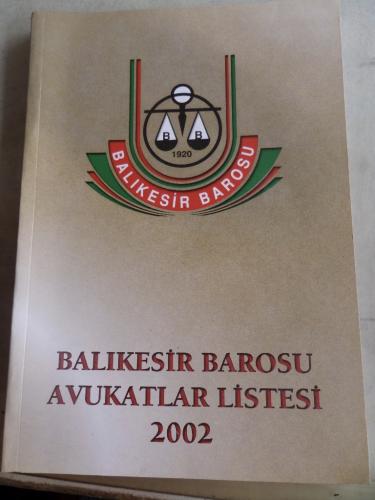 B B
1920
BALIKESİR BAROSU
BALIKESİR BAROSU
AVUKATLAR LİSTESİ
2002